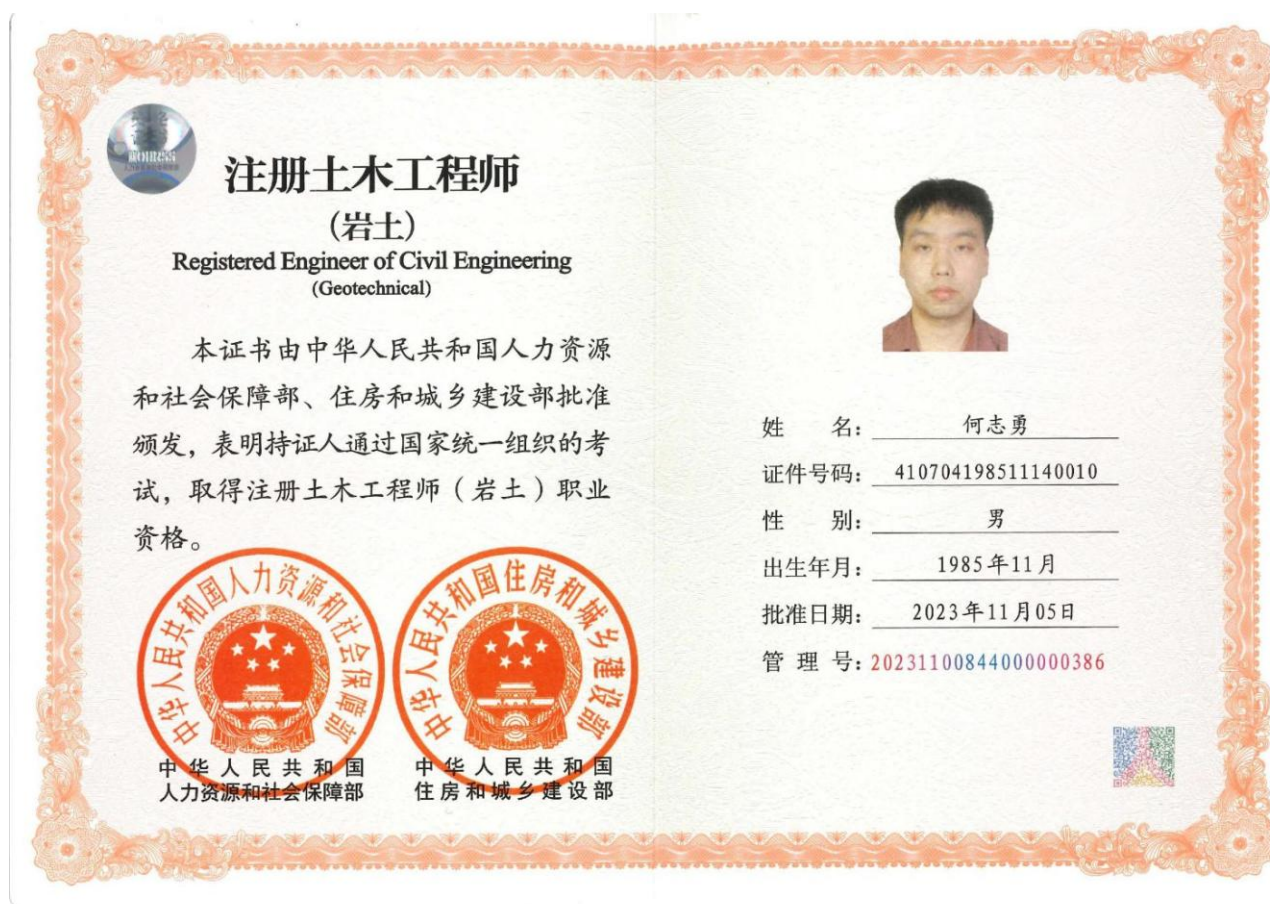 MOHRSS
注册土木工程师
（岩土）
Registered Engineer of Civil Engineering
(Geotechnical)
本证书由中华人民共和国人力资源
和社会保障部、住房和城乡建设部批准
颁发，表明持证人通过国家统一组织的考
试，取得注册土木工程师（岩土）职业
资格。
中华人民共和国人力资源和社会保障部
中华人民共和国住房和城乡建设部
中华人民共和国
人力资源和社会保障部
中华人民共和国
住房和城乡建设部
姓 名：何志勇
证件号码：410704198511140010
性 别：男
出生年月：1985年11月
批准日期：2023年11月05日
管 理 号：20231100844000000386